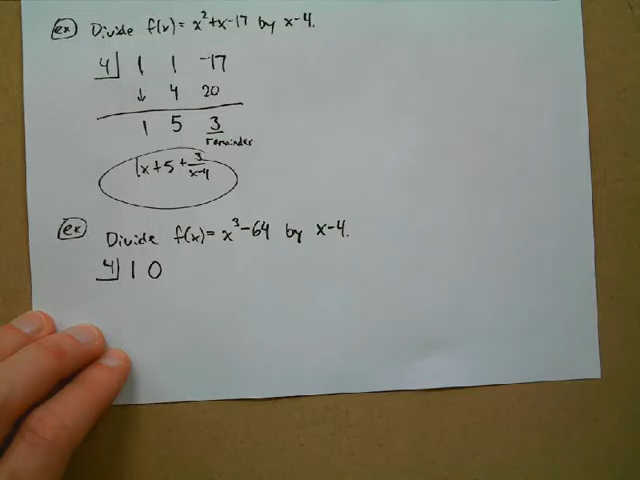 ex Divide f(x) = x² + x - 17 by x - 4.
4 1 1 -17
↓ 4 20
1 5 3
remainder
1x + 5 + 3/(x-4)
ex Divide f(x) = x³ - 64 by x - 4.
4 1 0